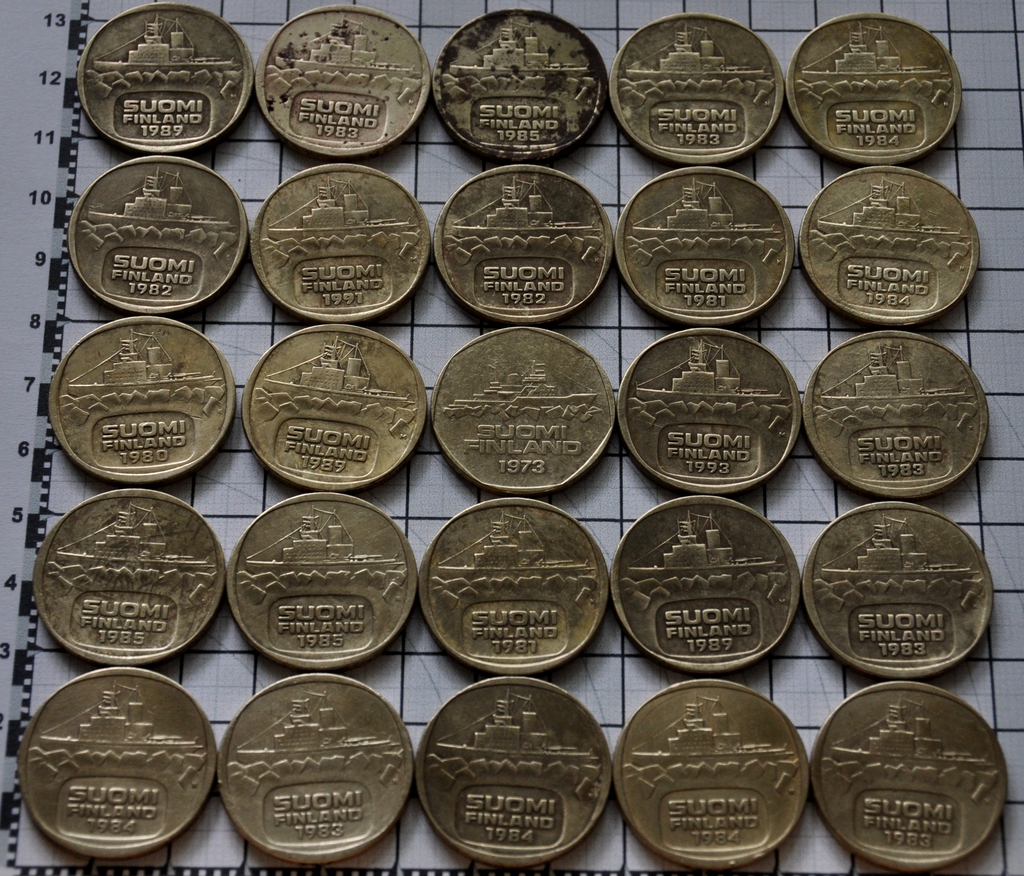 13
SUOMI
FINLAND
1989
SUOMI
FINLAND
1983
SUOMI
FINLAND
1985
SUOMI
FINLAND
1983
SUOMI
FINLAND
1984
12
11
10
SUOMI
FINLAND
1982
SUOMI
FINLAND
1991
SUOMI
FINLAND
1982
SUOMI
FINLAND
1981
SUOMI
FINLAND
1984
9
8
7
SUOMI
FINLAND
1980
SUOMI
FINLAND
1989
SUOMI
FINLAND
1973
SUOMI
FINLAND
1993
SUOMI
FINLAND
1983
6
5
SUOMI
FINLAND
1985
SUOMI
FINLAND
1985
SUOMI
FINLAND
1981
SUOMI
FINLAND
1989
SUOMI
FINLAND
1983
4
3
SUOMI
FINLAND
1984
SUOMI
FINLAND
1983
SUOMI
FINLAND
1984
SUOMI
FINLAND
1984
SUOMI
FINLAND
1983
2